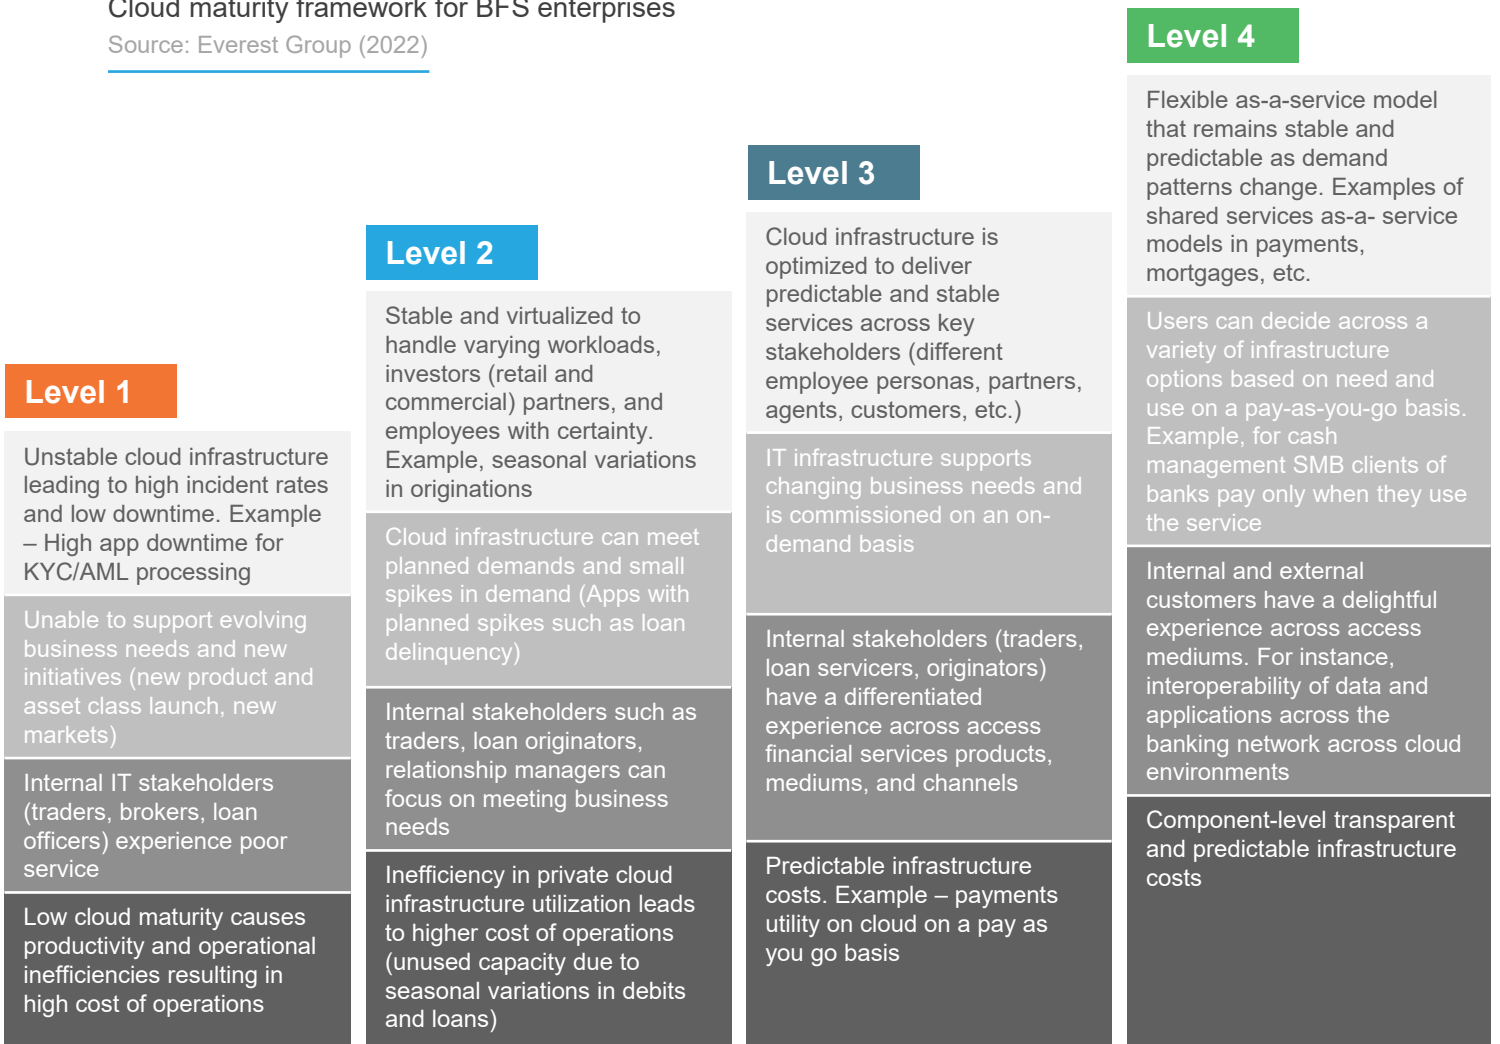 Cloud maturity framework for BFS enterprises
Source: Everest Group (2022)
Level 1
Unstable cloud infrastructure
leading to high incident rates
and low downtime. Example
– High app downtime for
KYC/AML processing
Unable to support evolving
business needs and new
initiatives (new product and
asset class launch, new
markets)
Internal IT stakeholders
(traders, brokers, loan
officers) experience poor
service
Low cloud maturity causes
productivity and operational
inefficiencies resulting in
high cost of operations
Level 2
Stable and virtualized to
handle varying workloads,
investors (retail and
commercial) partners, and
employees with certainty.
Example, seasonal variations
in originations
Cloud infrastructure can meet
planned demands and small
spikes in demand (Apps with
planned spikes such as loan
delinquency)
Internal stakeholders such as
traders, loan originators,
relationship managers can
focus on meeting business
needs
Inefficiency in private cloud
infrastructure utilization leads
to higher cost of operations
(unused capacity due to
seasonal variations in debits
and loans)
Level 3
Cloud infrastructure is
optimized to deliver
predictable and stable
services across key
stakeholders (different
employee personas, partners,
agents, customers, etc.)
IT infrastructure supports
changing business needs and
is commissioned on an on-
demand basis
Internal stakeholders (traders,
loan servicers, originators)
have a differentiated
experience across access
financial services products,
mediums, and channels
Predictable infrastructure
costs. Example – payments
utility on cloud on a pay as
you go basis
Level 4
Flexible as-a-service model
that remains stable and
predictable as demand
patterns change. Examples of
shared services as-a- service
models in payments,
mortgages, etc.
Users can decide across a
variety of infrastructure
options based on need and
use on a pay-as-you-go basis.
Example, for cash
management SMB clients of
banks pay only when they use
the service
Internal and external
customers have a delightful
experience across access
mediums. For instance,
interoperability of data and
applications across the
banking network across cloud
environments
Component-level transparent
and predictable infrastructure
costs